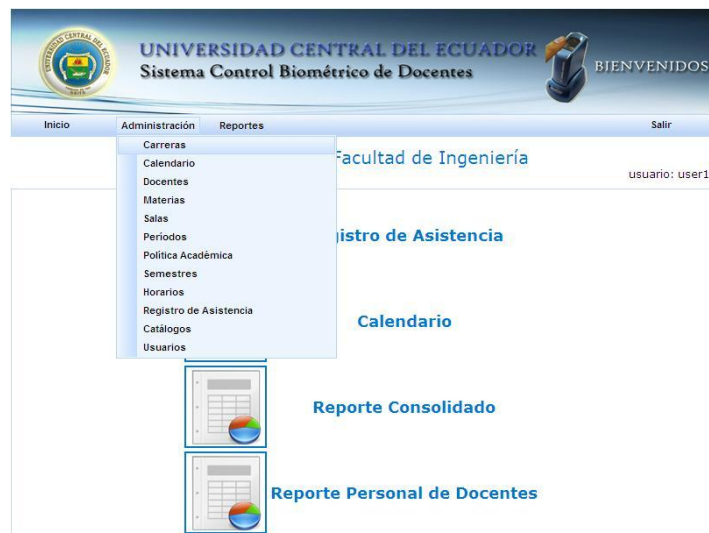 UNIVERSIDAD CENTRAL DEL ECUADOR
Sistema Control Biométrico de Docentes
BIENVENIDOS
Inicio
Administración
Reportes
Salir
Carreras
Calendario
Docentes
Materias
Salas
Períodos
Política Académica
Semestres
Horarios
Registro de Asistencia
Catálogos
Usuarios
Facultad de Ingeniería
usuario: user1
gistro de Asistencia
Calendario
Reporte Consolidado
Reporte Personal de Docentes